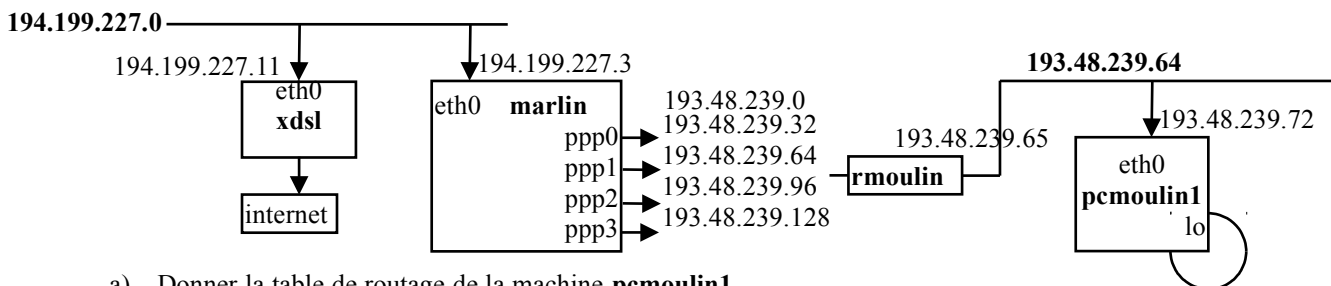 194.199.227.0
194.199.227.11
eth0
xdsl
internet
194.199.227.3
eth0 marlin
ppp0
ppp1
ppp2
ppp3
193.48.239.0
193.48.239.32
193.48.239.64
193.48.239.96
193.48.239.128
193.48.239.65
rmoulin
193.48.239.64
193.48.239.72
eth0
pcmoulin1
lo
a) Donner la table de routage de la machine pcmoulin1